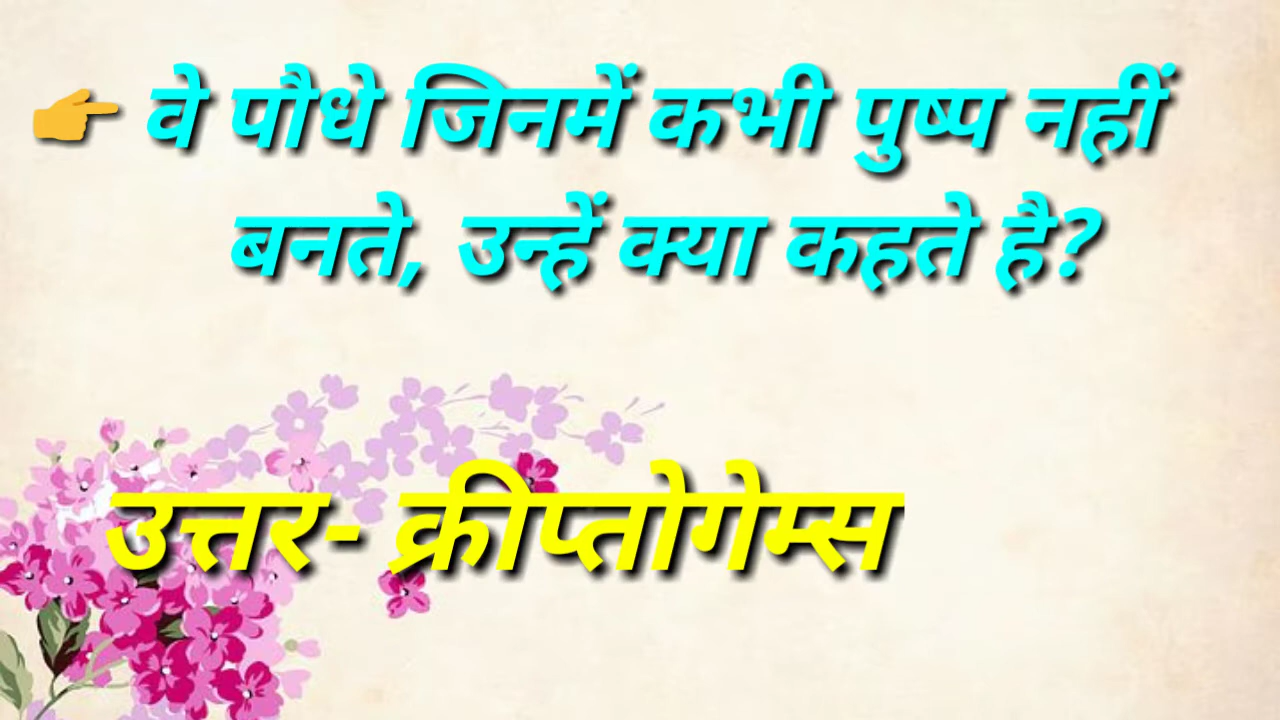 👉 वे पौधे जिनमें कभी पुष्प नहीं
बनते, उन्हें क्या कहते है?
उत्तर- क्रीप्तोगेम्स